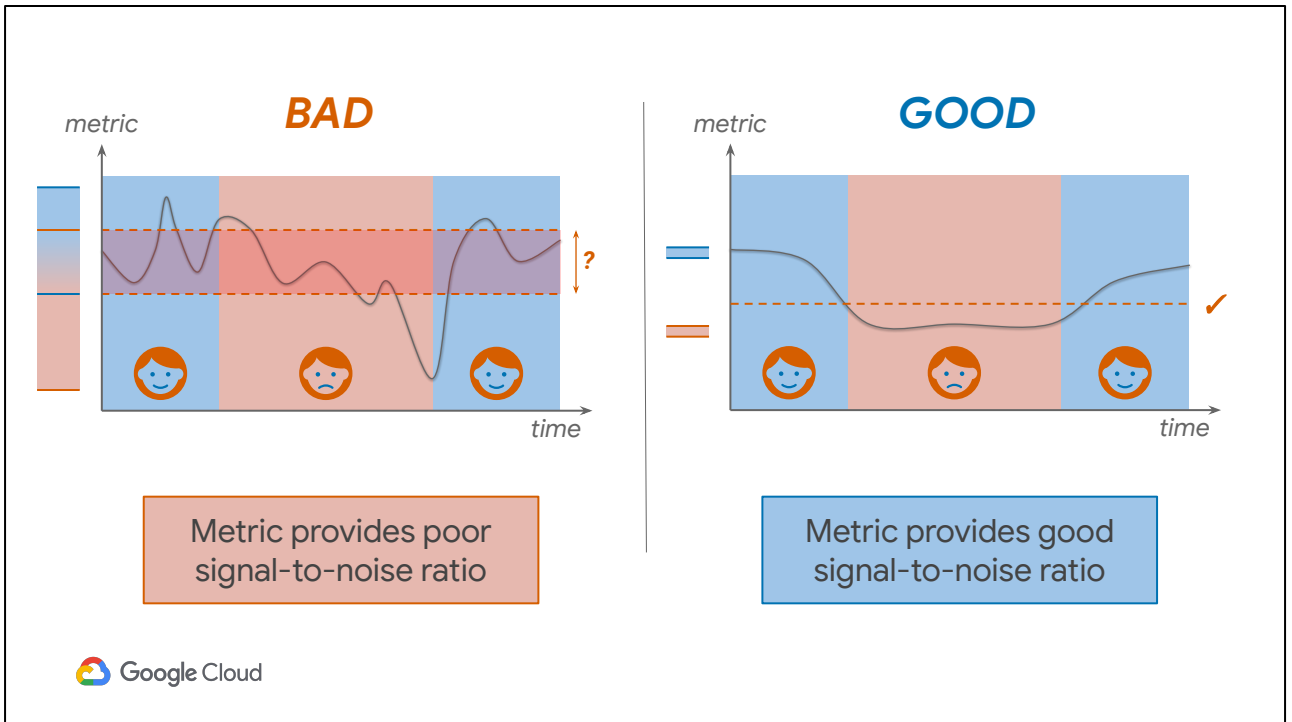 BAD
metric
?
time
Metric provides poor
signal-to-noise ratio
GOOD
metric
✓
time
Metric provides good
signal-to-noise ratio
Google Cloud